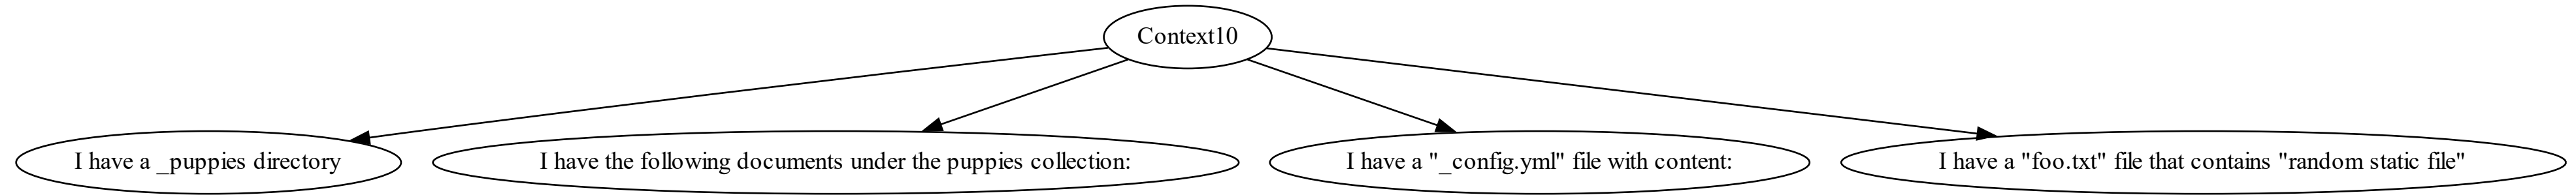 Context10
I have a _puppies directory
I have the following documents under the puppies collection:
I have a "_config.yml" file with content:
I have a "foo.txt" file that contains "random static file"